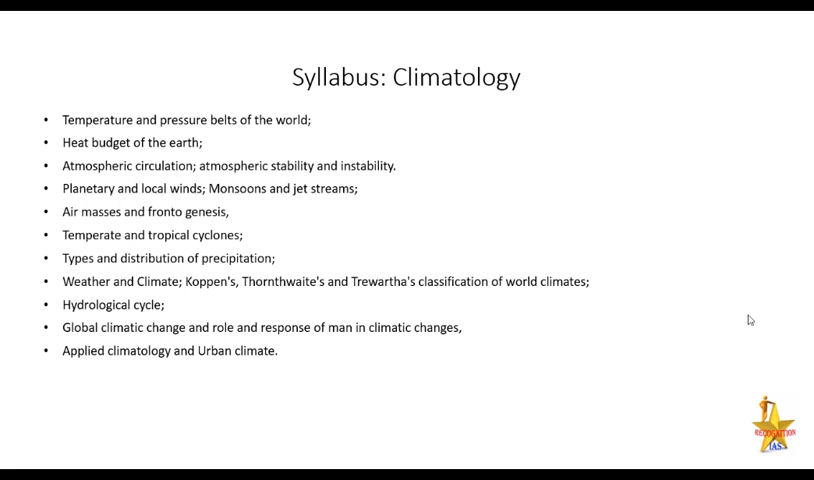 Syllabus: Climatology
• Temperature and pressure belts of the world;
• Heat budget of the earth;
• Atmospheric circulation; atmospheric stability and instability.
• Planetary and local winds; Monsoons and jet streams;
• Air masses and fronto genesis,
• Temperate and tropical cyclones;
• Types and distribution of precipitation;
• Weather and Climate; Koppen's, Thornthwaite's and Trewartha's classification of world climates;
• Hydrological cycle;
• Global climatic change and role and response of man in climatic changes,
• Applied climatology and Urban climate.
RECOGNITION
IAS